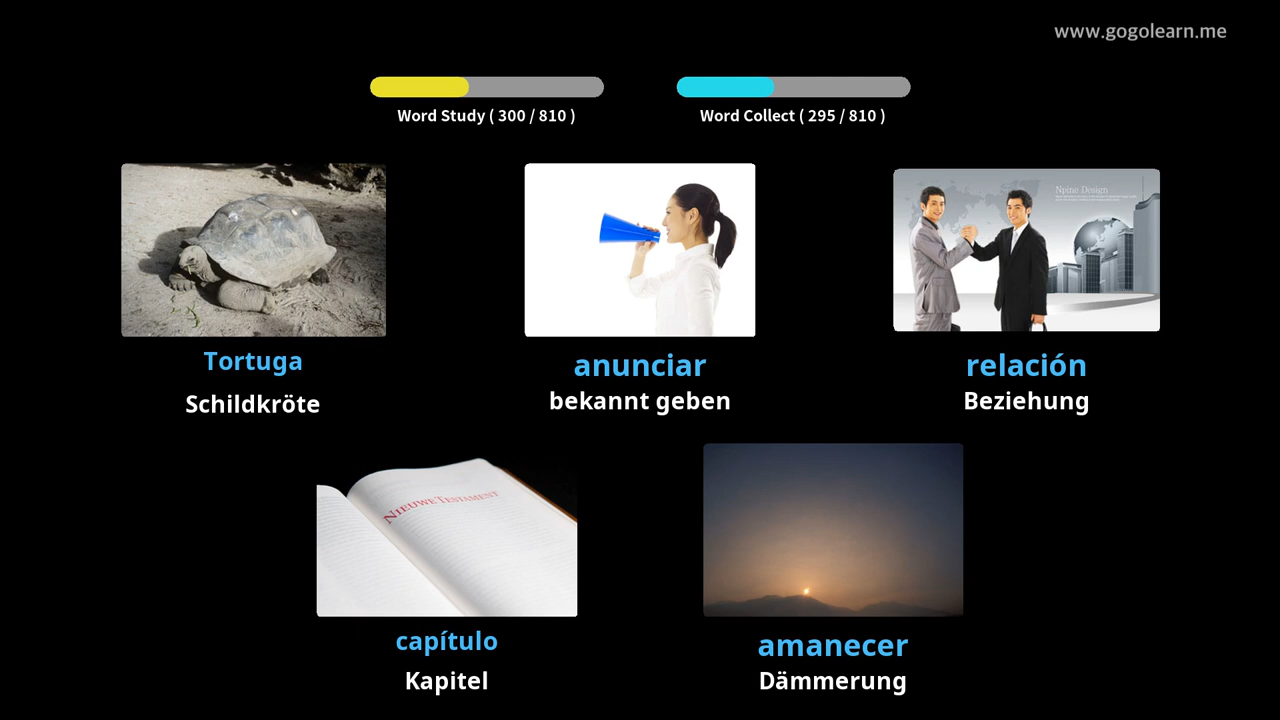 www.gogolearn.me
Word Study ( 300 / 810 )
Word Collect ( 295 / 810 )
Npine Design
Tortuga
Schildkröte
anunciar
bekannt geben
relación
Beziehung
NIEUWE TESTAMENT
capítulo
Kapitel
amanecer
Dämmerung